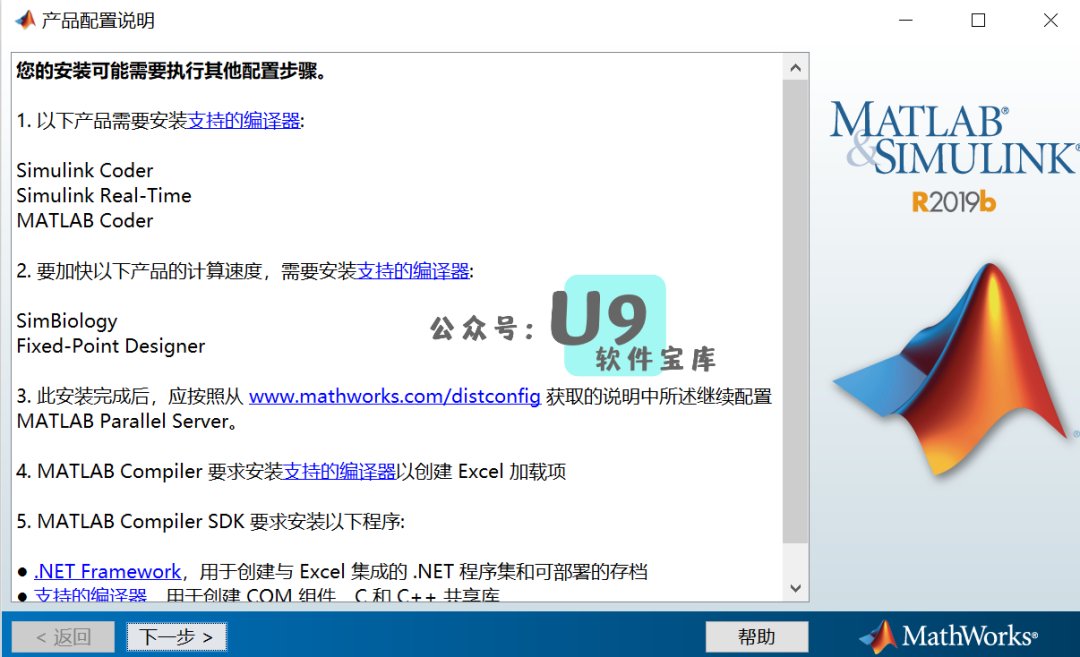 产品配置说明
您的安装可能需要执行其他配置步骤。
1. 以下产品需要安装支持的编译器:
Simulink Coder
Simulink Real-Time
MATLAB Coder
2. 要加快以下产品的计算速度，需要安装支持的编译器:
SimBiology
Fixed-Point Designer
3. 此安装完成后，应按照从 www.mathworks.com/distconfig 获取的说明中所述继续配置
MATLAB Parallel Server。
4. MATLAB Compiler 要求安装支持的编译器以创建 Excel 加载项
5. MATLAB Compiler SDK 要求安装以下程序:
● .NET Framework，用于创建与 Excel 集成的 .NET 程序集和可部署的存档
● 支持的编译器，用于创建 COM 组件、C 和 C++ 共享库
公众号：U9
软件宝库
MATLAB®
&SIMULINK®
R2019b
®
< 返回
下一步 >
帮助
MathWorks®